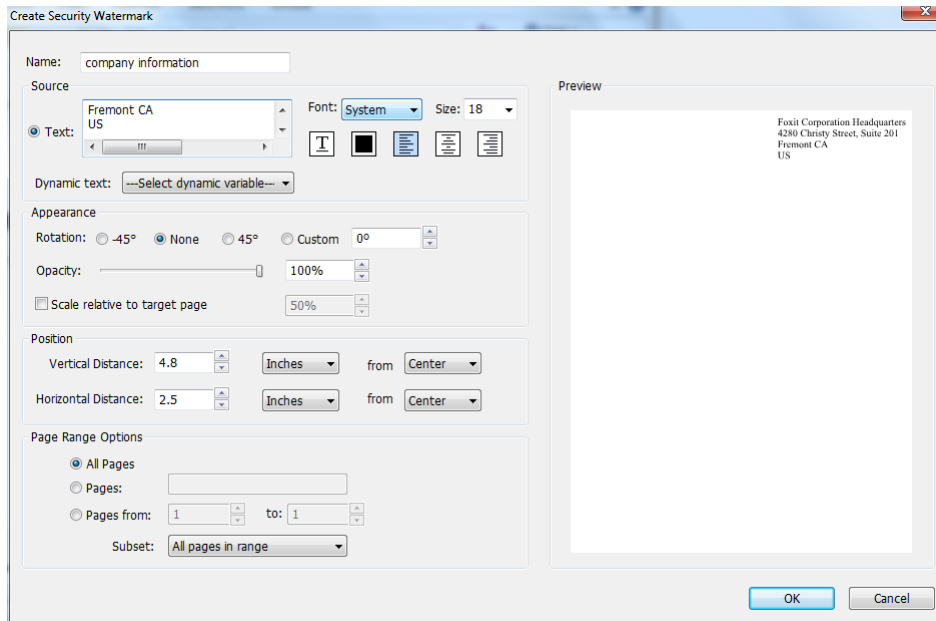 Create Security Watermark
Name: company information
Source
Text: Fremont CA
US
Font: System Size: 18
T
Dynamic text: ---Select dynamic variable---
Appearance
Rotation: -45° None 45° Custom 0º
Opacity: 100%
Scale relative to target page 50%
Position
Vertical Distance: 4.8 Inches from Center
Horizontal Distance: 2.5 Inches from Center
Page Range Options
All Pages
Pages:
Pages from: 1 to: 1
Subset: All pages in range
Preview
Foxit Corporation Headquarters
4280 Christy Street, Suite 201
Fremont CA
US
OK Cancel